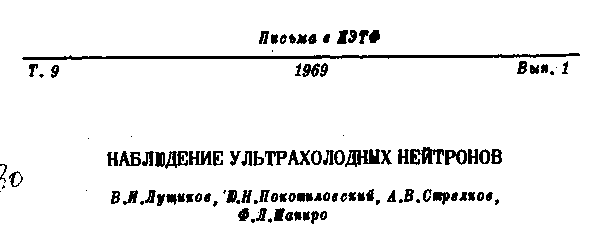 Письма в ЖЭТФ
Т. 9 1969 Вып. 1
НАБЛЮДЕНИЕ УЛЬТРАХОЛОДНЫХ НЕЙТРОНОВ
В.И.Лущиков, Ю.Н.Покотиловский, А.В.Стрелков,
Ф.Л.Шапиро